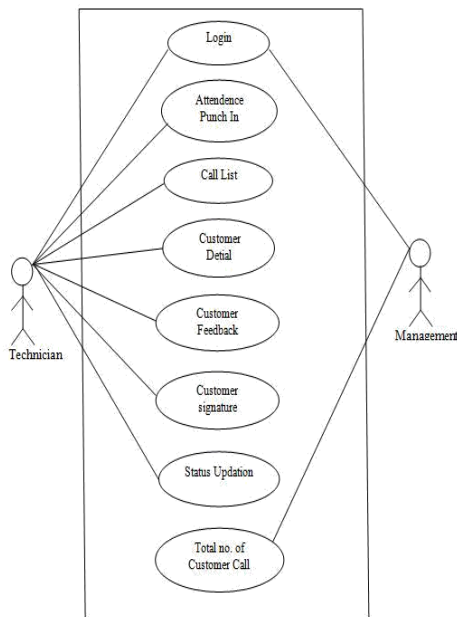 Login
Attendence
Punch In
Call List
Customer
Detial
Customer
Feedback
Technician
Management
Customer
signature
Status Updation
Total no. of
Customer Call